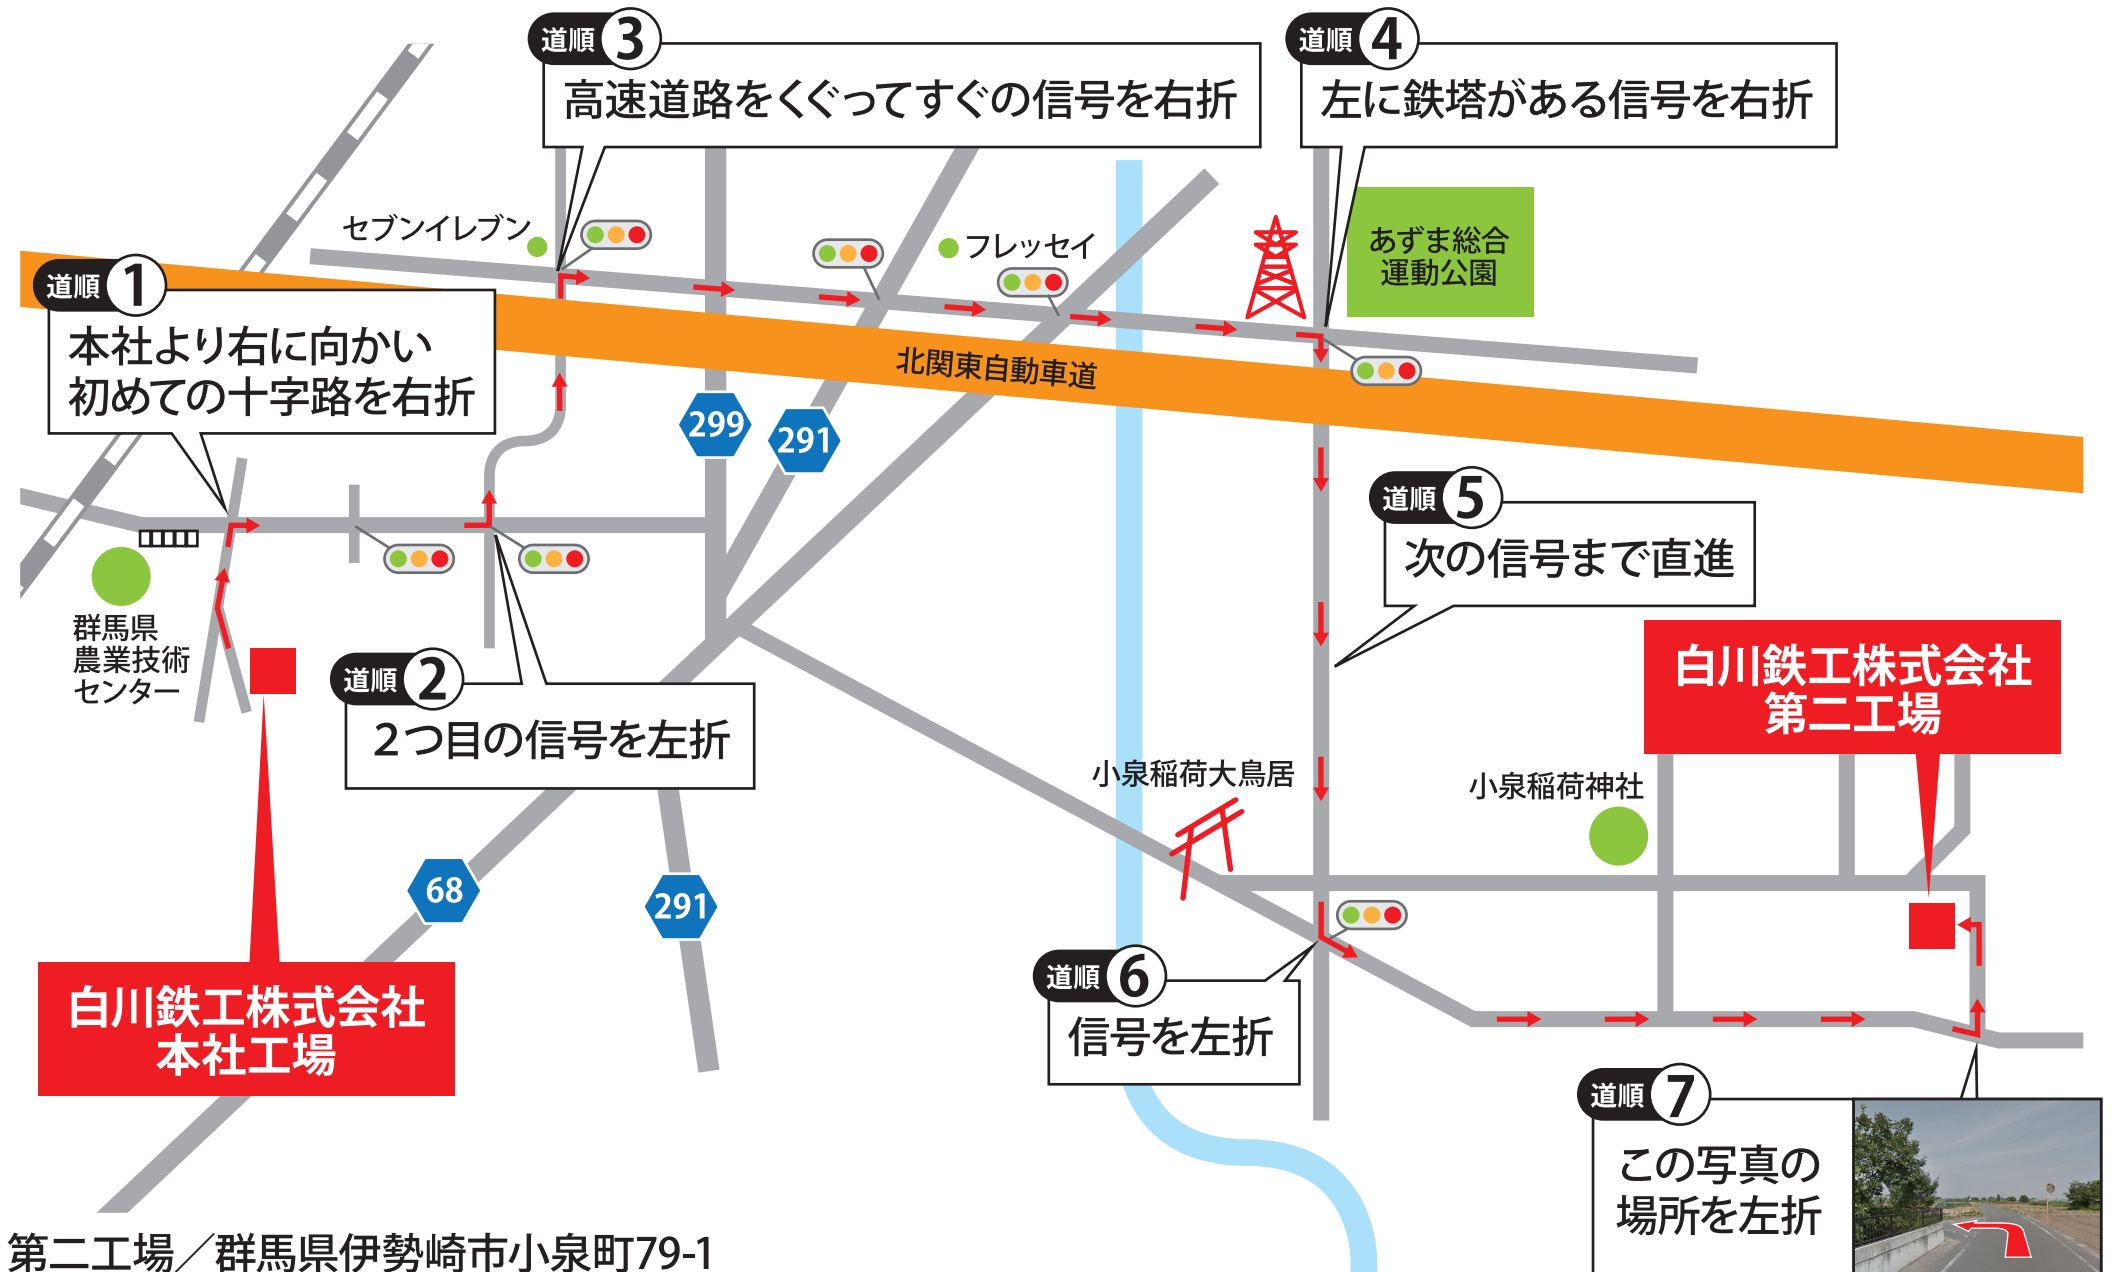 道順3
高速道路をくぐってすぐの信号を右折
道順4
左に鉄塔がある信号を右折
セブンイレブン
フレッセイ
あずま総合
運動公園
道順1
本社より右に向かい
初めての十字路を右折
北関東自動車道
299
291
道順5
次の信号まで直進
群馬県
農業技術
センター
道順2
2つ目の信号を左折
白川鉄工株式会社
第二工場
小泉稲荷大鳥居
小泉稲荷神社
68
291
白川鉄工株式会社
本社工場
道順6
信号を左折
道順7
この写真の
場所を左折
第二工場／群馬県伊勢崎市小泉町79-1